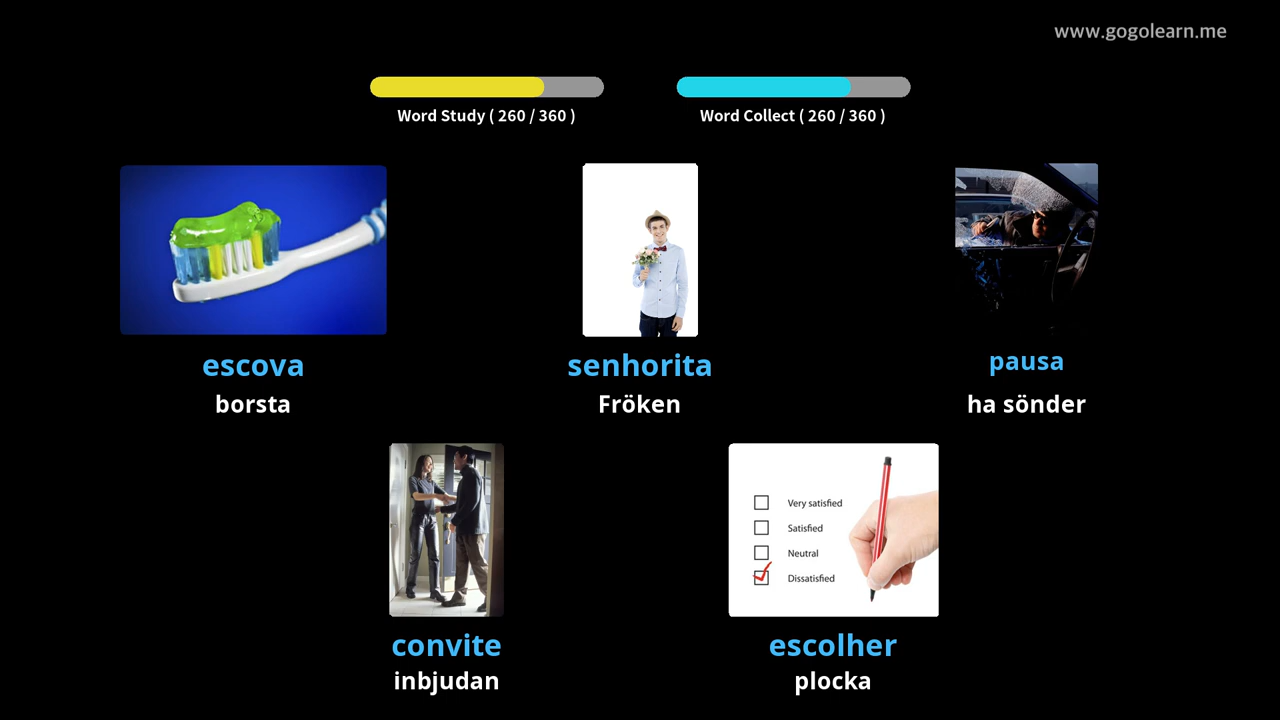 www.gogolearn.me
Word Study ( 260 / 360 )
Word Collect ( 260 / 360 )
escova
borsta
senhorita
Fröken
pausa
ha sönder
Very satisfied
Satisfied
Neutral
Dissatisfied
convite
inbjudan
escolher
plocka